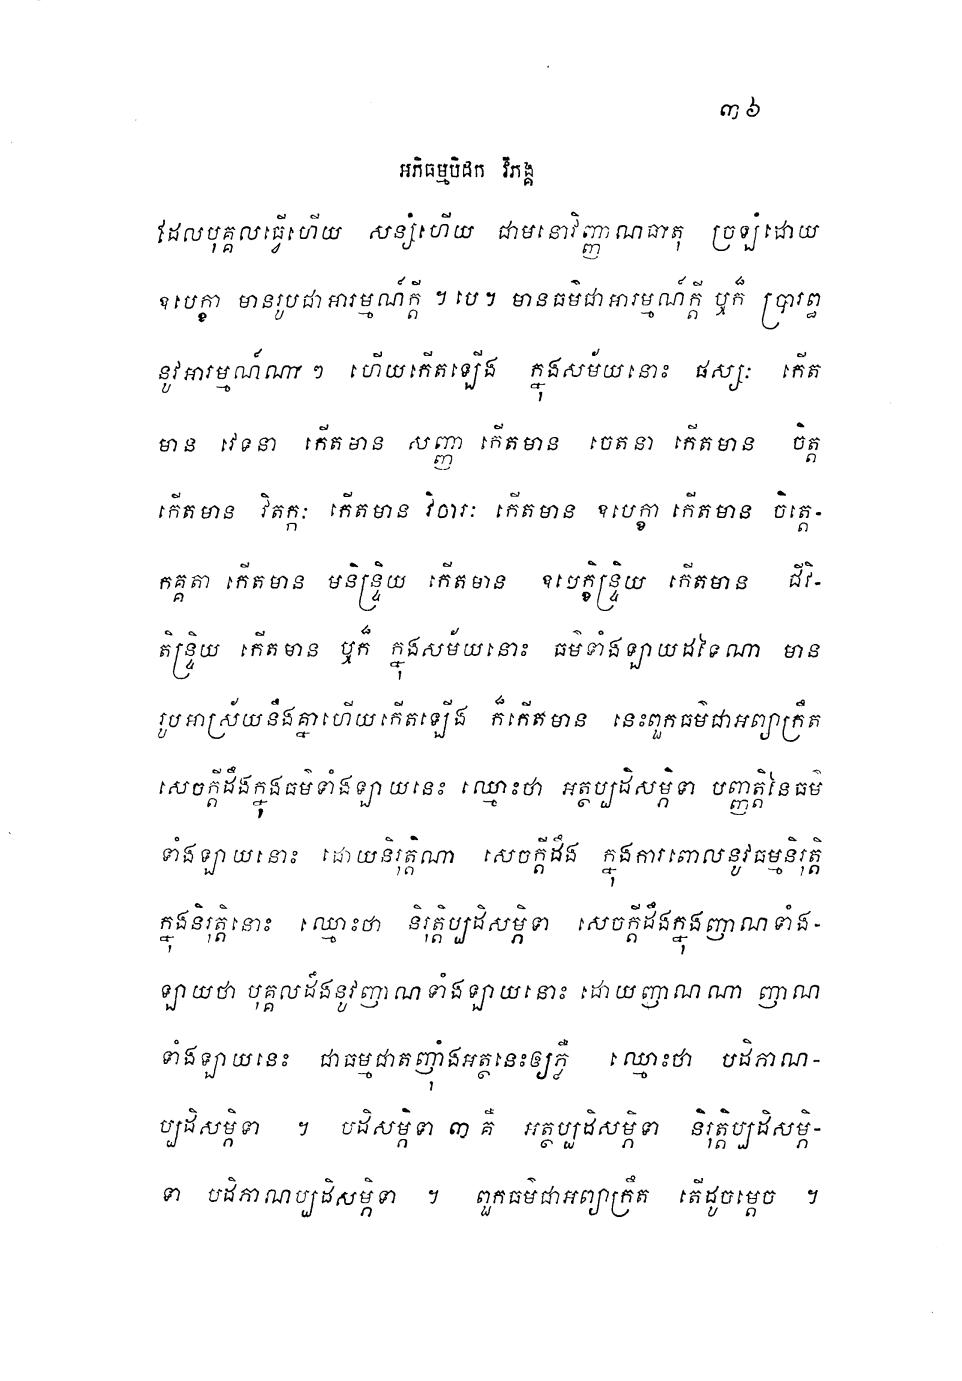 ៣៦
អភិធម្មបិដក វិភង្គ
ដែលបុគ្គលធ្វើហើយ សន្សំហើយ ជាមនោវិញ្ញាណធាតុ ច្រឡំដោយ
ឧបេក្ខា មានរូបជាអារម្មណ៍ក្តី ។ បេ ។ មានធម៌ជាអារម្មណ៍ក្តី ឬក៏ ប្រារព្ធ
នូវអារម្មណ៍ណា ៗ ហើយកើតឡើង ក្នុងសម័យនោះ ផស្សៈ កើត
មាន វេទនា កើតមាន សញ្ញា កើតមាន ចេតនា កើតមាន ចិត្ត
កើតមាន វិតក្កៈ កើតមាន វិចារៈ កើតមាន ឧបេក្ខា កើតមាន ចិត្តេ-
កគ្គតា កើតមាន មនិន្ទ្រិយ កើតមាន ឧបេក្ខិន្ទ្រិយ កើតមាន ជីវិ-
តិន្ទ្រិយ កើតមាន ឬក៏ ក្នុងសម័យនោះ ធម៌ទាំងឡាយដទៃណា មាន
រូបអាស្រ័យនឹងគ្នាហើយកើតឡើង ក៏កើតមាន នេះពួកធម៌ជាអព្យាក្រឹត
សេចក្តីដឹងក្នុងធម៌ទាំងឡាយនេះ ឈ្មោះថា អត្ថប្បដិសម្ភិទា បញ្ញត្តិនៃធម៌
ទាំងឡាយនោះ ដោយនិរុត្តិណា សេចក្តីដឹង ក្នុងការពោលនូវធម្មនិរុត្តិ
ក្នុងនិរុត្តិនោះ ឈ្មោះថា និរុត្តិប្បដិសម្ភិទា សេចក្តីដឹងក្នុងញាណទាំង-
ឡាយថា បុគ្គលដឹងនូវញាណទាំងឡាយនោះ ដោយញាណណា ញាណ
ទាំងឡាយនេះ ជាធម្មជាតញុំាងអត្ថនេះឲ្យភ្លឺ ឈ្មោះថា បដិភាណ-
ប្បដិសម្ភិទា ។ បដិសម្ភិទា ៣ គឺ អត្ថប្បដិសម្ភិទា និរុត្តិប្បដិសម្ភិ-
ទា បដិភាណប្បដិសម្ភិទា ។ ពួកធម៌ជាអព្យាក្រឹត តើដូចម្តេច ។